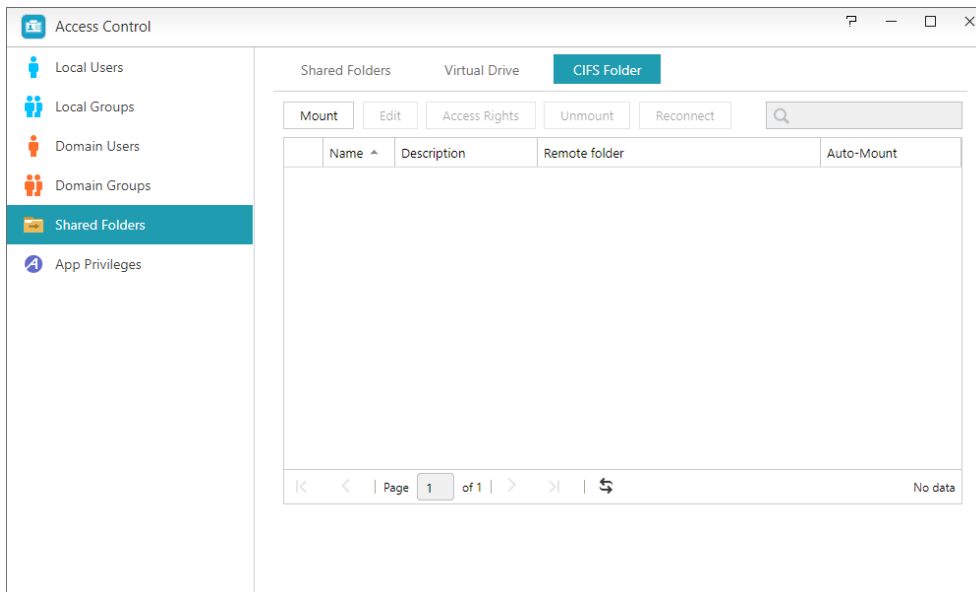 Access Control
Local Users
Local Groups
Domain Users
Domain Groups
Shared Folders
App Privileges
Shared Folders Virtual Drive CIFS Folder
Mount Edit Access Rights Unmount Reconnect
Name Description Remote folder Auto-Mount
Page 1 of 1 No data